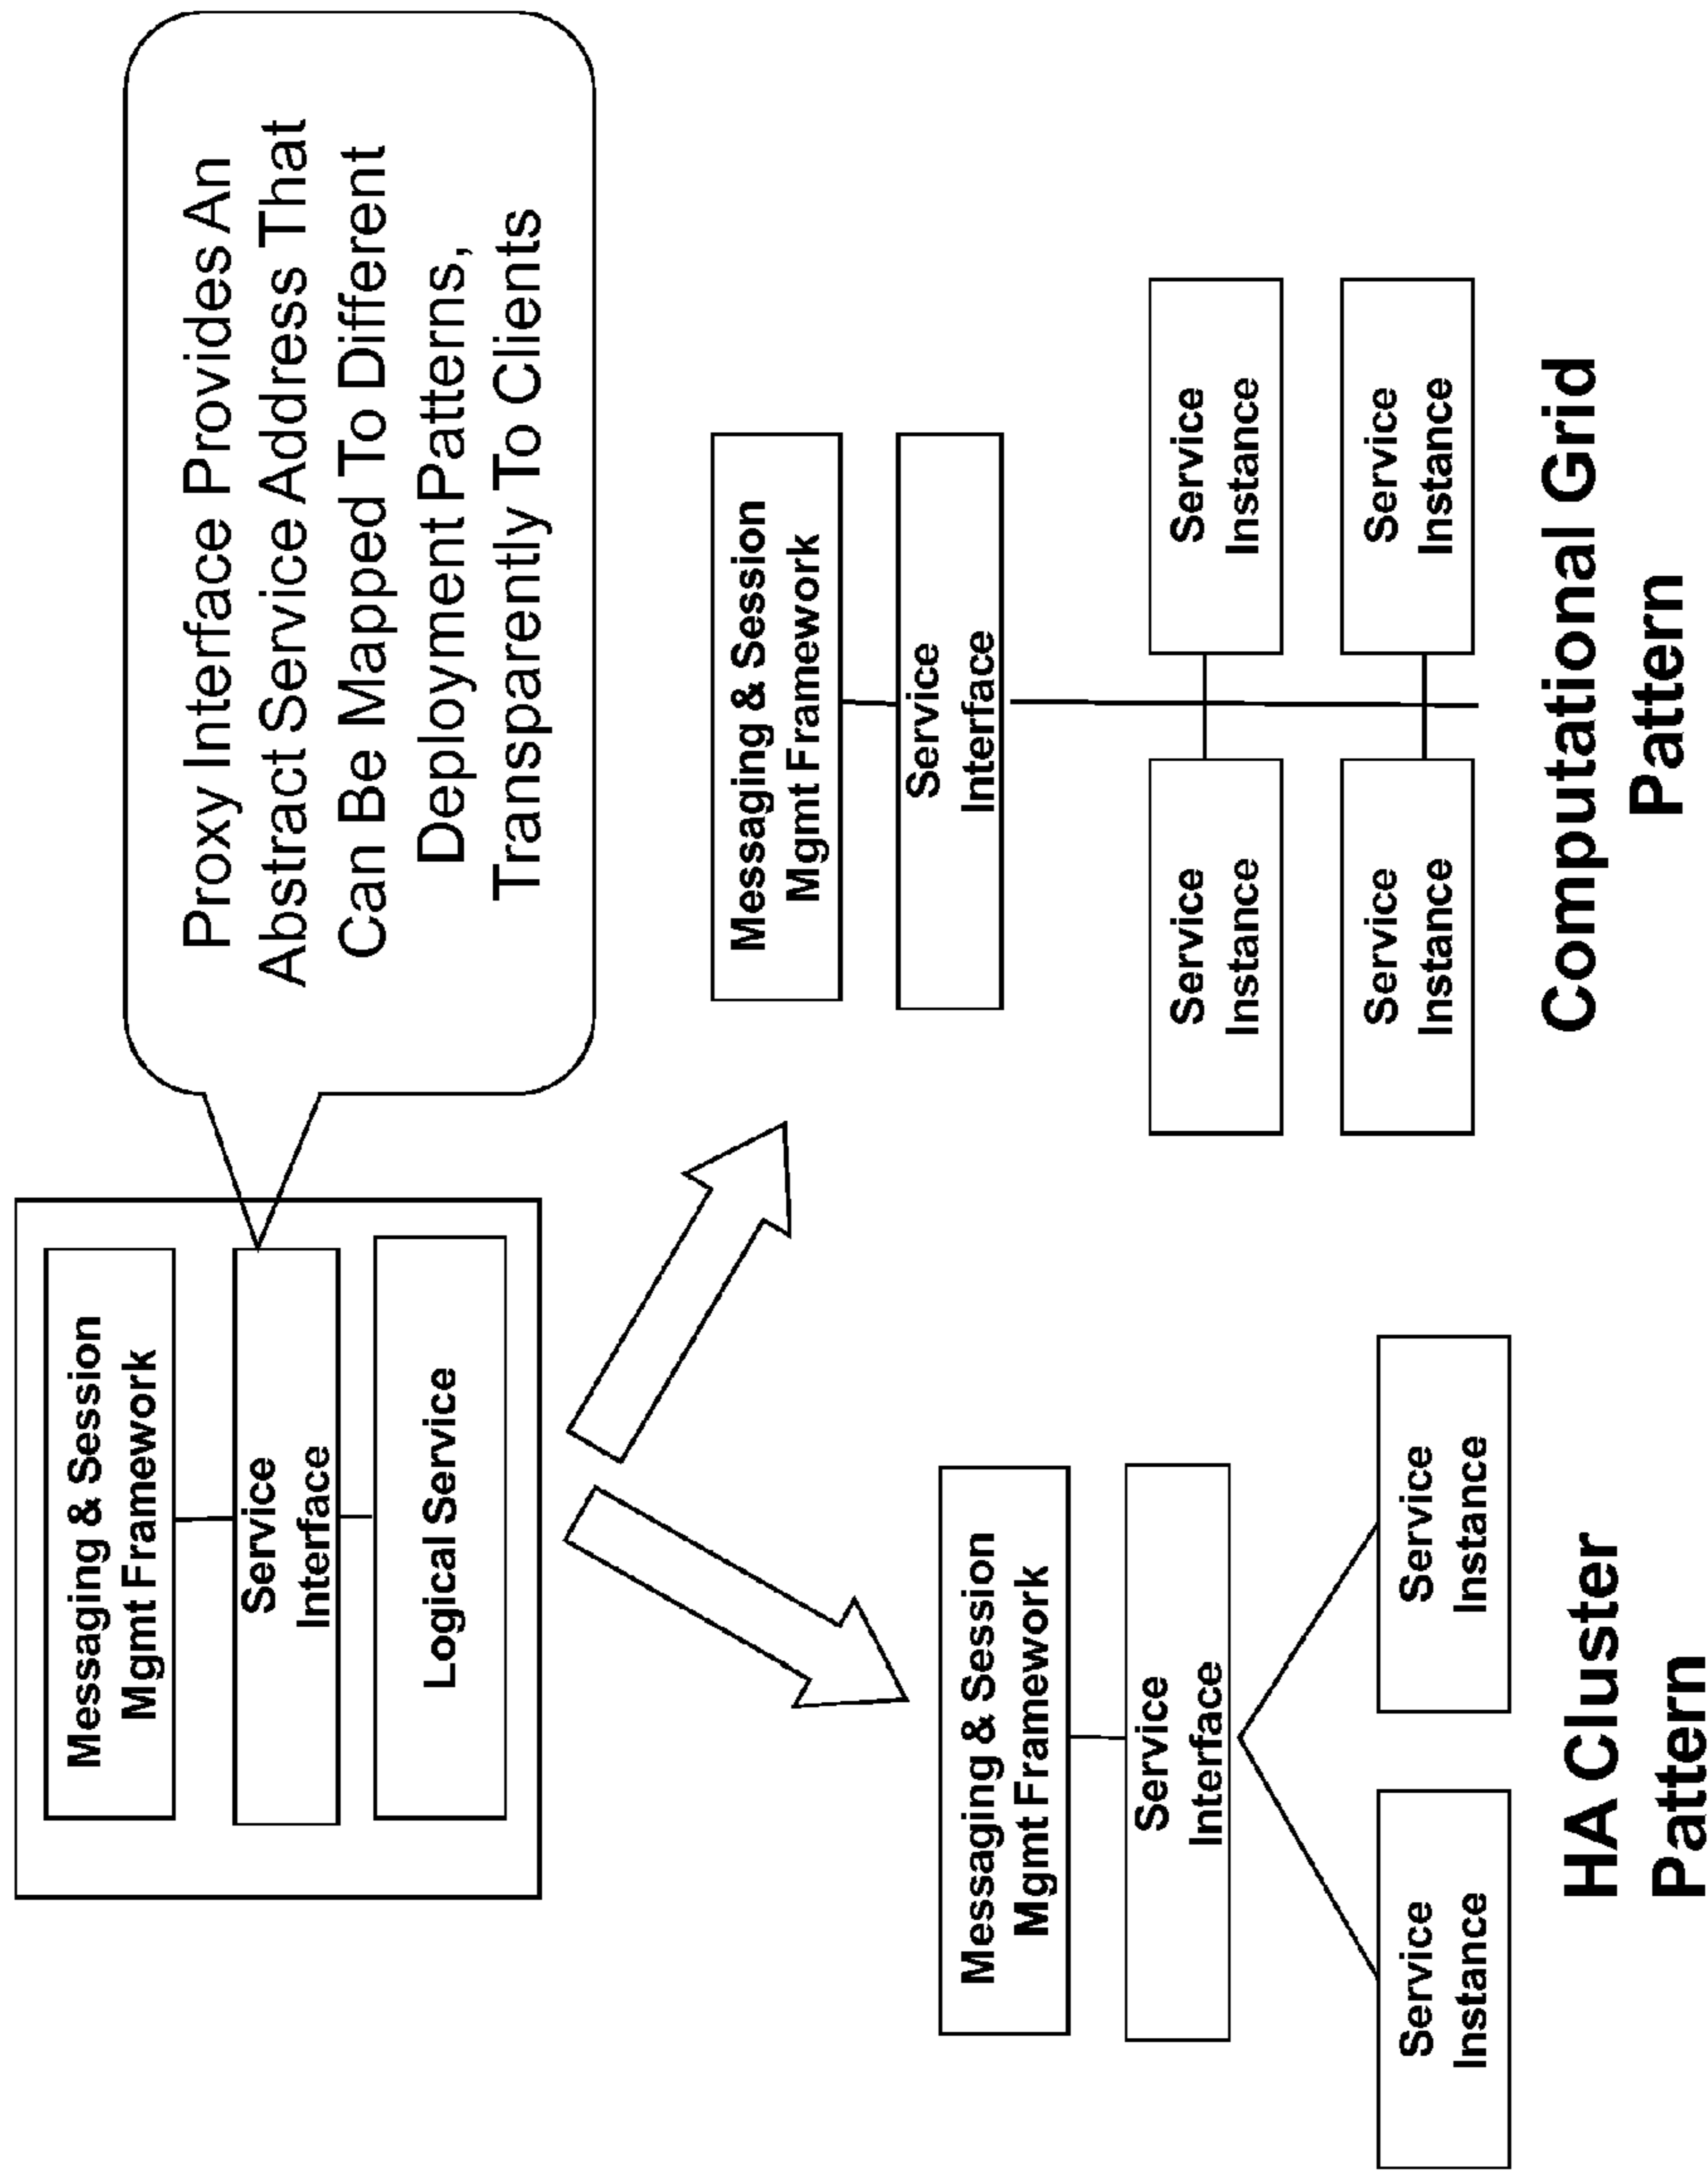 Messaging & Session
Mgmt Framework
Service
Interface
Logical Service
Proxy Interface Provides An
Abstract Service Address That
Can Be Mapped To Different
Deployment Patterns,
Transparently To Clients
Messaging & Session
Mgmt Framework
Service
Interface
Service
Instance
Service
Instance
HA Cluster
Pattern
Messaging & Session
Mgmt Framework
Service
Interface
Service
Instance
Service
Instance
Service
Instance
Service
Instance
Computational Grid
Pattern